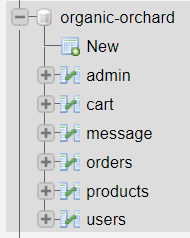 organic-orchard
New
admin
cart
message
orders
products
users